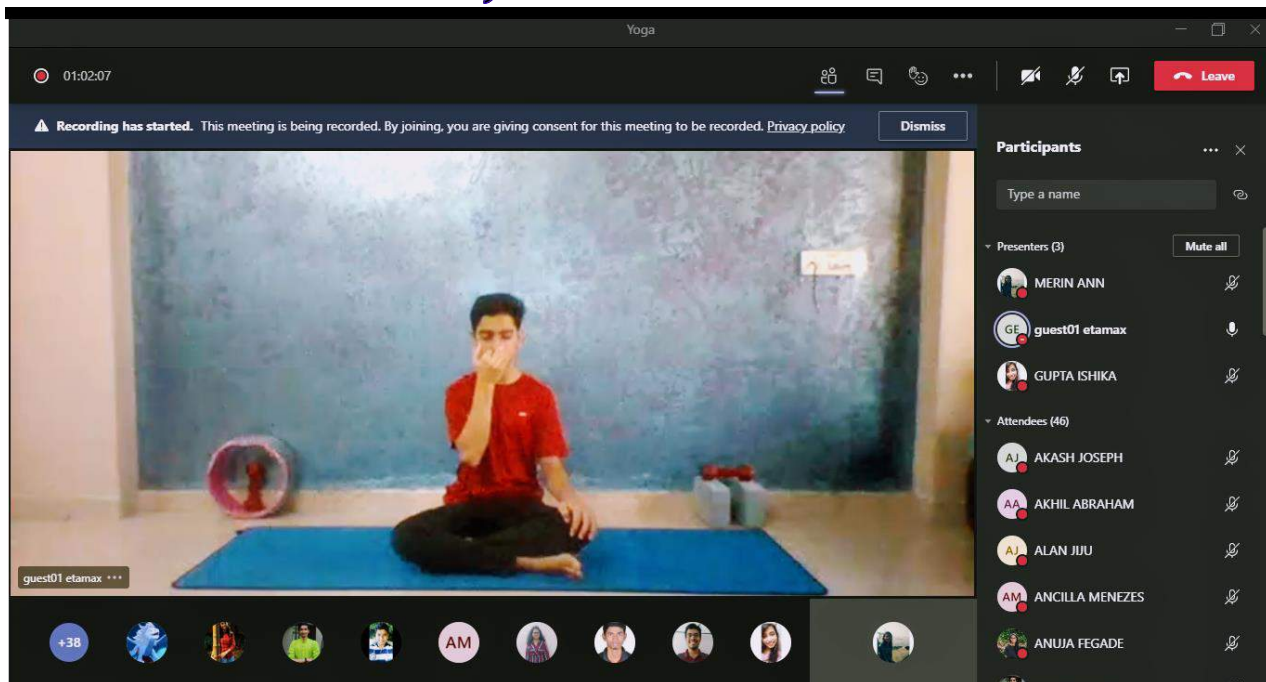 Yoga
01:02:07
Leave
Recording has started. This meeting is being recorded. By joining, you are giving consent for this meeting to be recorded. Privacy policy
Dismiss
Participants
Type a name
Presenters (3)
Mute all
MERIN ANN
GE guest01 etamax
GUPTA ISHIKA
Attendees (46)
AJ AKASH JOSEPH
AA AKHIL ABRAHAM
AJ ALAN JIJU
AM ANCILLA MENEZES
ANUJA FEGADE
guest01 etamax
+38
AM